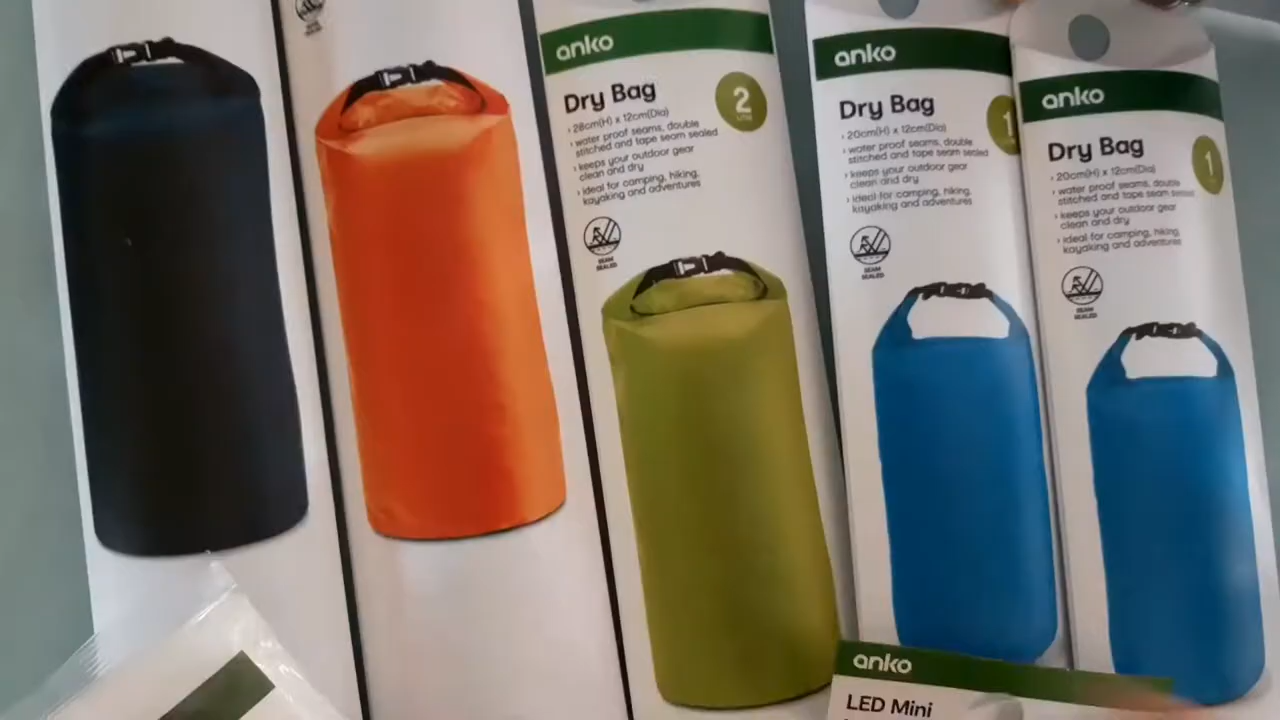 anko
Dry Bag
2
LITRE
› 28cm(H) x 12cm(Dia)
› water proof seams, double
stitched and tape seam sealed
› keeps your outdoor gear
clean and dry
› ideal for camping, hiking,
kayaking and adventures
SEAM
SEALED
anko
Dry Bag
1
› 20cm(H) x 12cm(Dia)
› water proof seams, double
stitched and tape seam sealed
› keeps your outdoor gear
clean and dry
› ideal for camping, hiking,
kayaking and adventures
SEAM
SEALED
anko
Dry Bag
1
› 20cm(H) x 12cm(Dia)
› water proof seams, double
stitched and tape seam sealed
› keeps your outdoor gear
clean and dry
› ideal for camping, hiking,
kayaking and adventures
SEAM
SEALED
anko
LED Mini